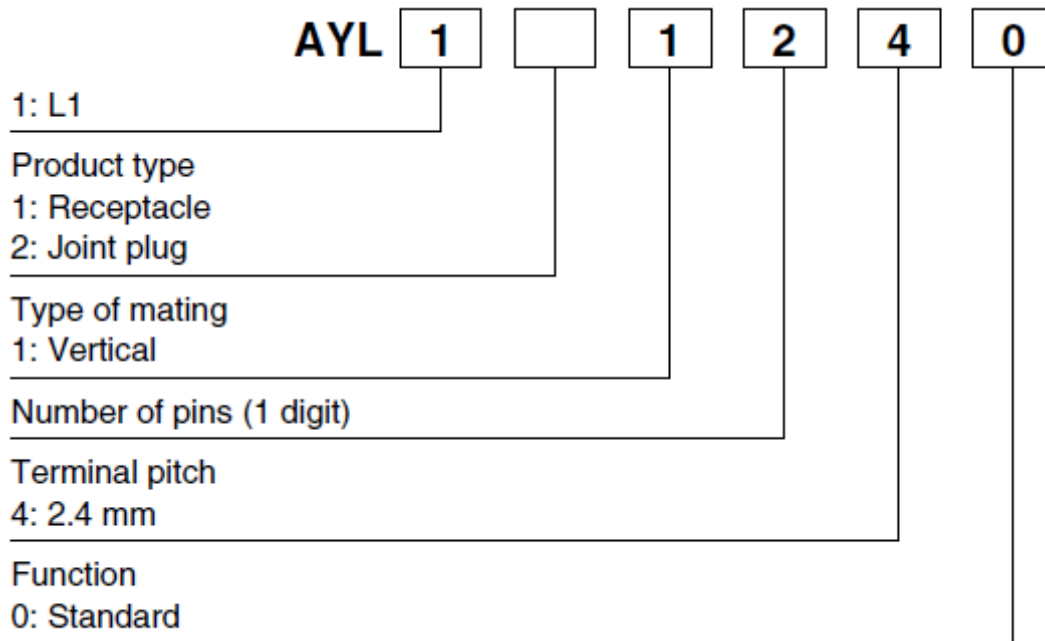 AYL 1 1 2 4 0
1: L1
Product type
1: Receptacle
2: Joint plug
Type of mating
1: Vertical
Number of pins (1 digit)
Terminal pitch
4: 2.4 mm
Function
0: Standard